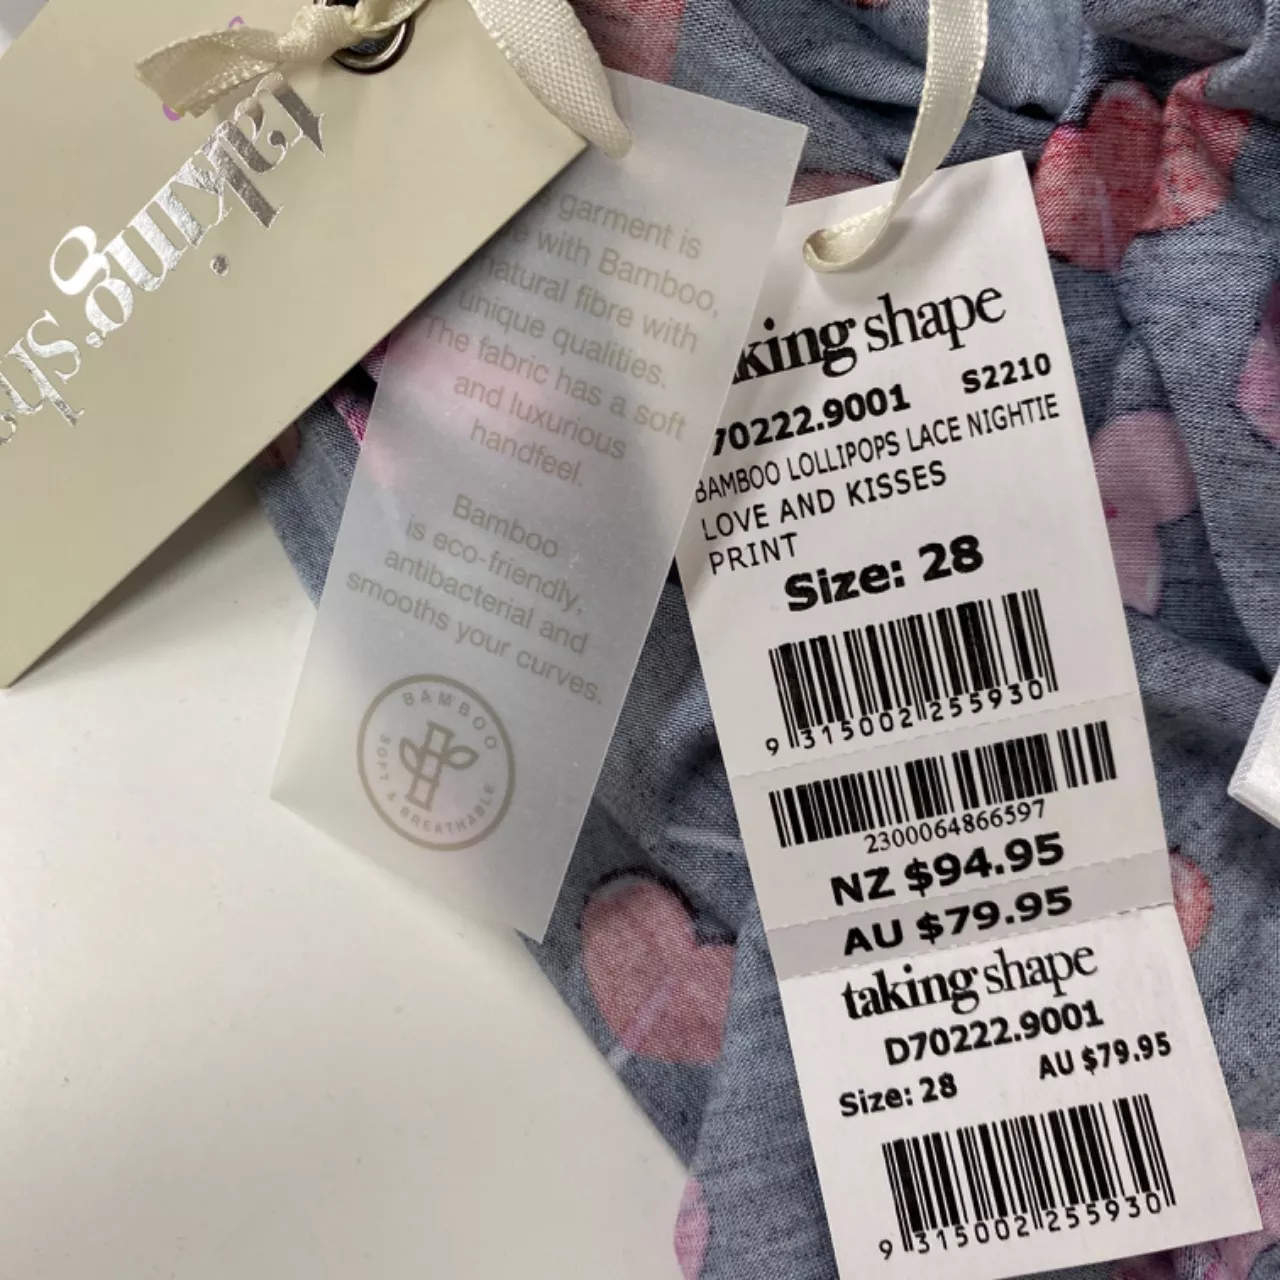 taking shape
garment is
with Bamboo,
natural fibre with
unique qualities.
The fabric has a soft
and luxurious
handfeel.
Bamboo
is eco-friendly,
antibacterial and
smooths your curves.
BAMBOO
SOFT & BREATHABLE
king shape
70222.9001 S2210
BAMBOO LOLLIPOPS LACE NIGHTIE
LOVE AND KISSES
PRINT
Size: 28
9 315002 255930
2300064866597
NZ $94.95
AU $79.95
taking shape
D70222.9001
Size: 28 AU $79.95
9 315002 255930